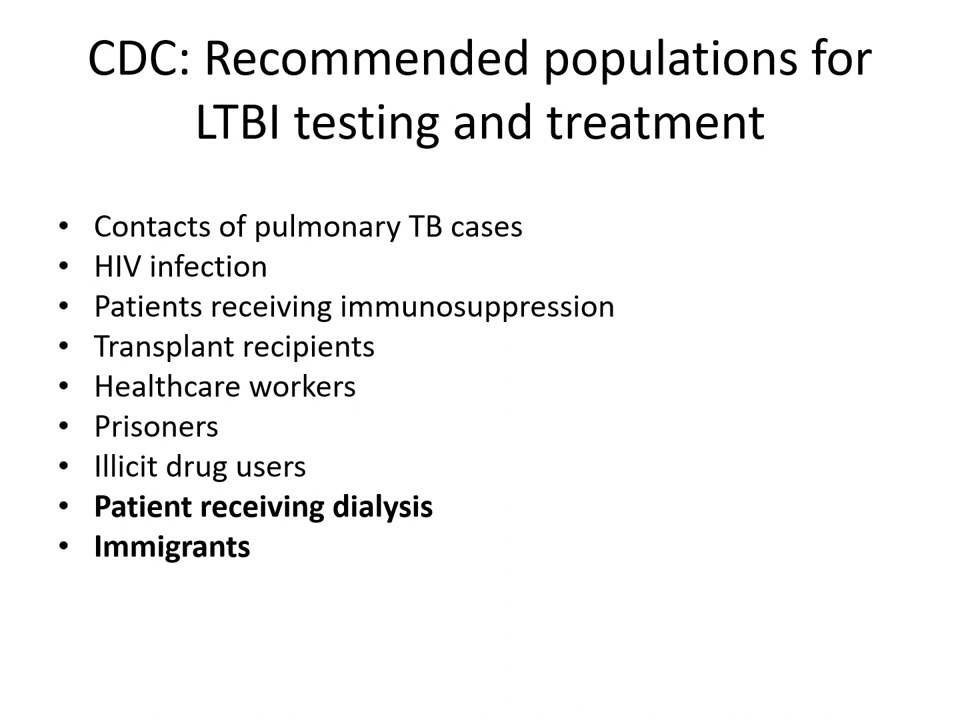 CDC: Recommended populations for
LTBI testing and treatment
• Contacts of pulmonary TB cases
• HIV infection
• Patients receiving immunosuppression
• Transplant recipients
• Healthcare workers
• Prisoners
• Illicit drug users
• Patient receiving dialysis
• Immigrants